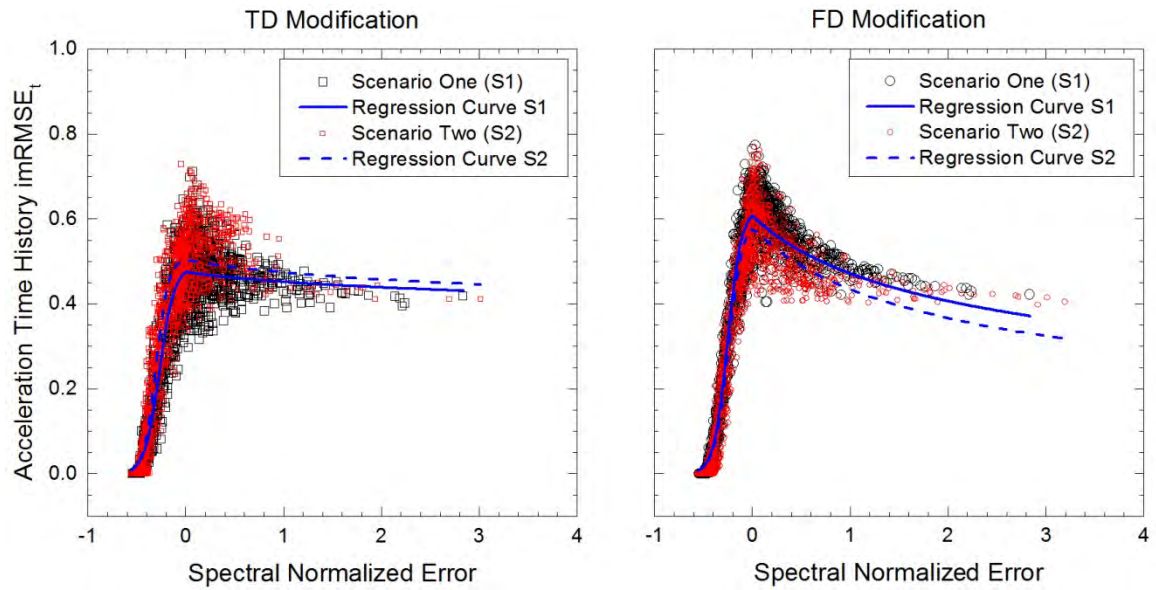 TD Modification
FD Modification
Acceleration Time History imRMSE_t
1.0
0.8
0.6
0.4
0.2
0.0
Scenario One (S1)
Regression Curve S1
Scenario Two (S2)
Regression Curve S2
Scenario One (S1)
Regression Curve S1
Scenario Two (S2)
Regression Curve S2
-1 0 1 2 3 4
-1 0 1 2 3 4
Spectral Normalized Error
Spectral Normalized Error